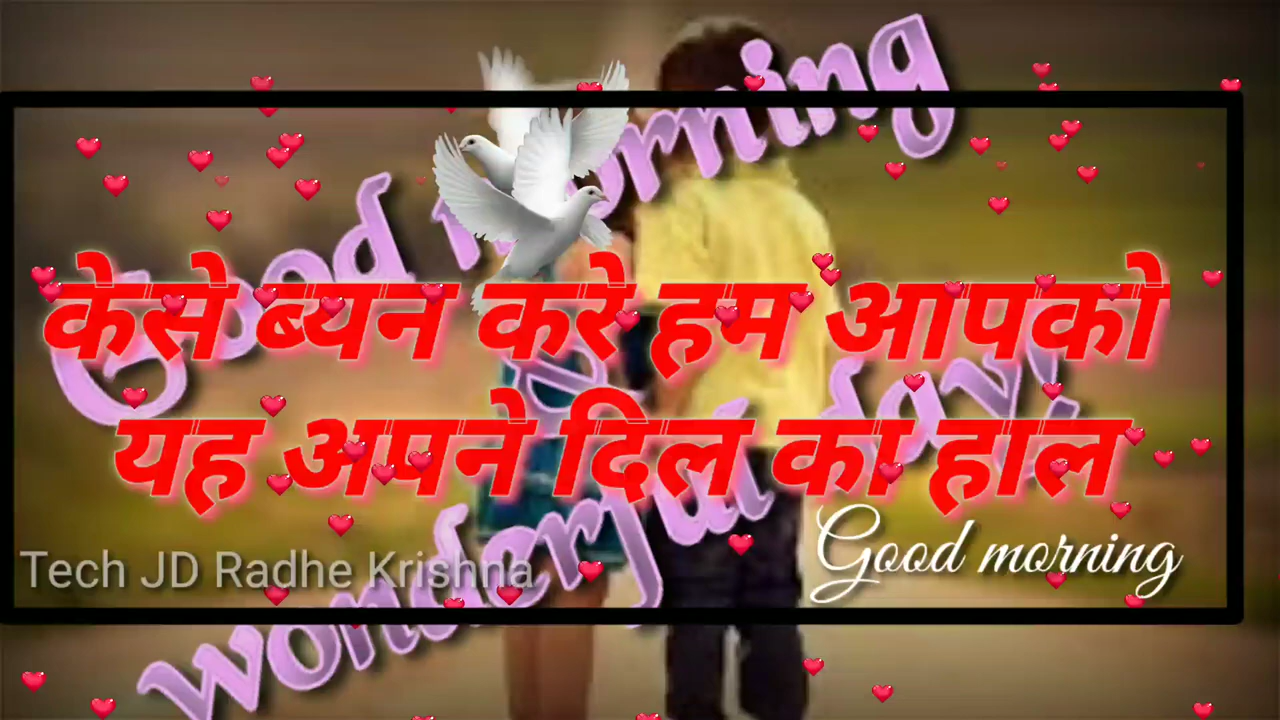 Good morning
केसे ब्यन करे हम आपको
यह अपने दिल का हाल
wonderful day!
Good morning
Tech JD Radhe Krishna